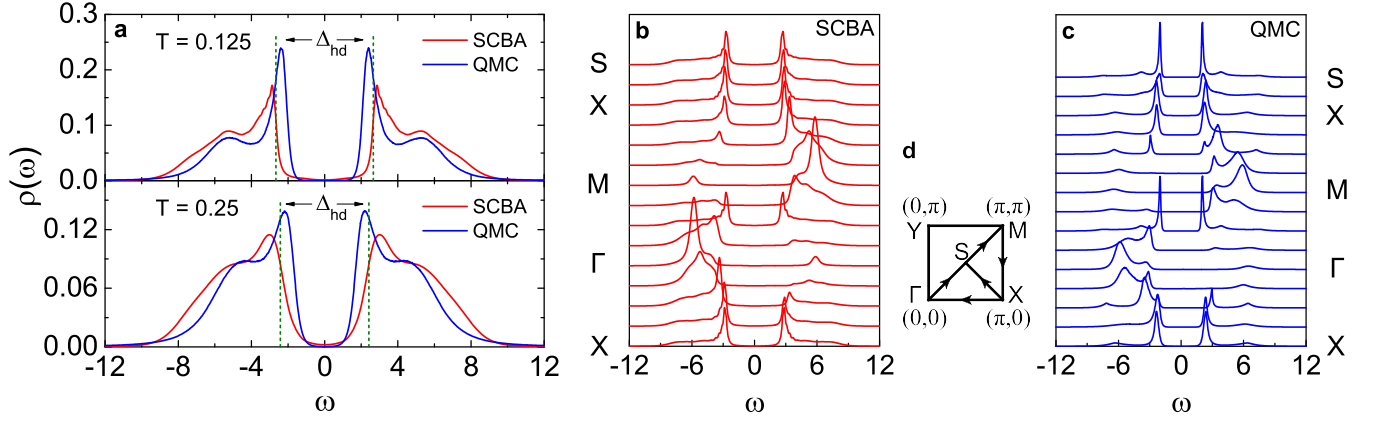 a
T = 0.125
Δhd
SCBA
QMC
0.3
0.2
0.1
0.0
T = 0.25
Δhd
SCBA
QMC
0.12
0.06
0.00
ρ(ω)
-12 -8 -4 0 4 8 12
ω
b
SCBA
S
X
M
Γ
X
-12 -6 0 6 12
ω
d
(0,π) (π,π)
Y M
S
Γ X
(0,0) (π,0)
c
QMC
S
X
M
Γ
X
-12 -6 0 6 12
ω